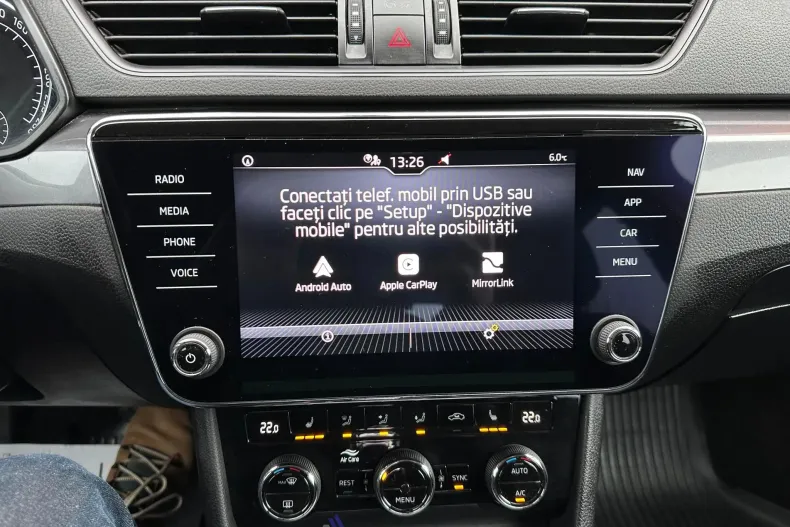 160
RADIO
MEDIA
PHONE
VOICE
13:26
6.0°C
Conectați telef. mobil prin USB sau
faceți clic pe "Setup" - "Dispozitive
mobile" pentru alte posibilități.
Android Auto
Apple CarPlay
MirrorLink
NAV
APP
CAR
MENU
22.0
22.0
Air Care
MAX
REST
MENU
SYNC
AUTO
A/C